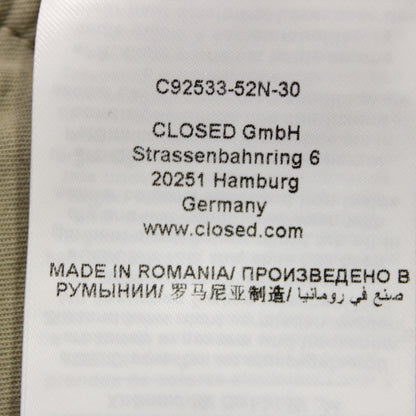 C92533-52N-30
CLOSED GmbH
Strassenbahnring 6
20251 Hamburg
Germany
www.closed.com
MADE IN ROMANIA/ ПРОИЗВЕДЕНО В
РУМЫНИИ/ 罗马尼亚制造/ صنع في رومانيا